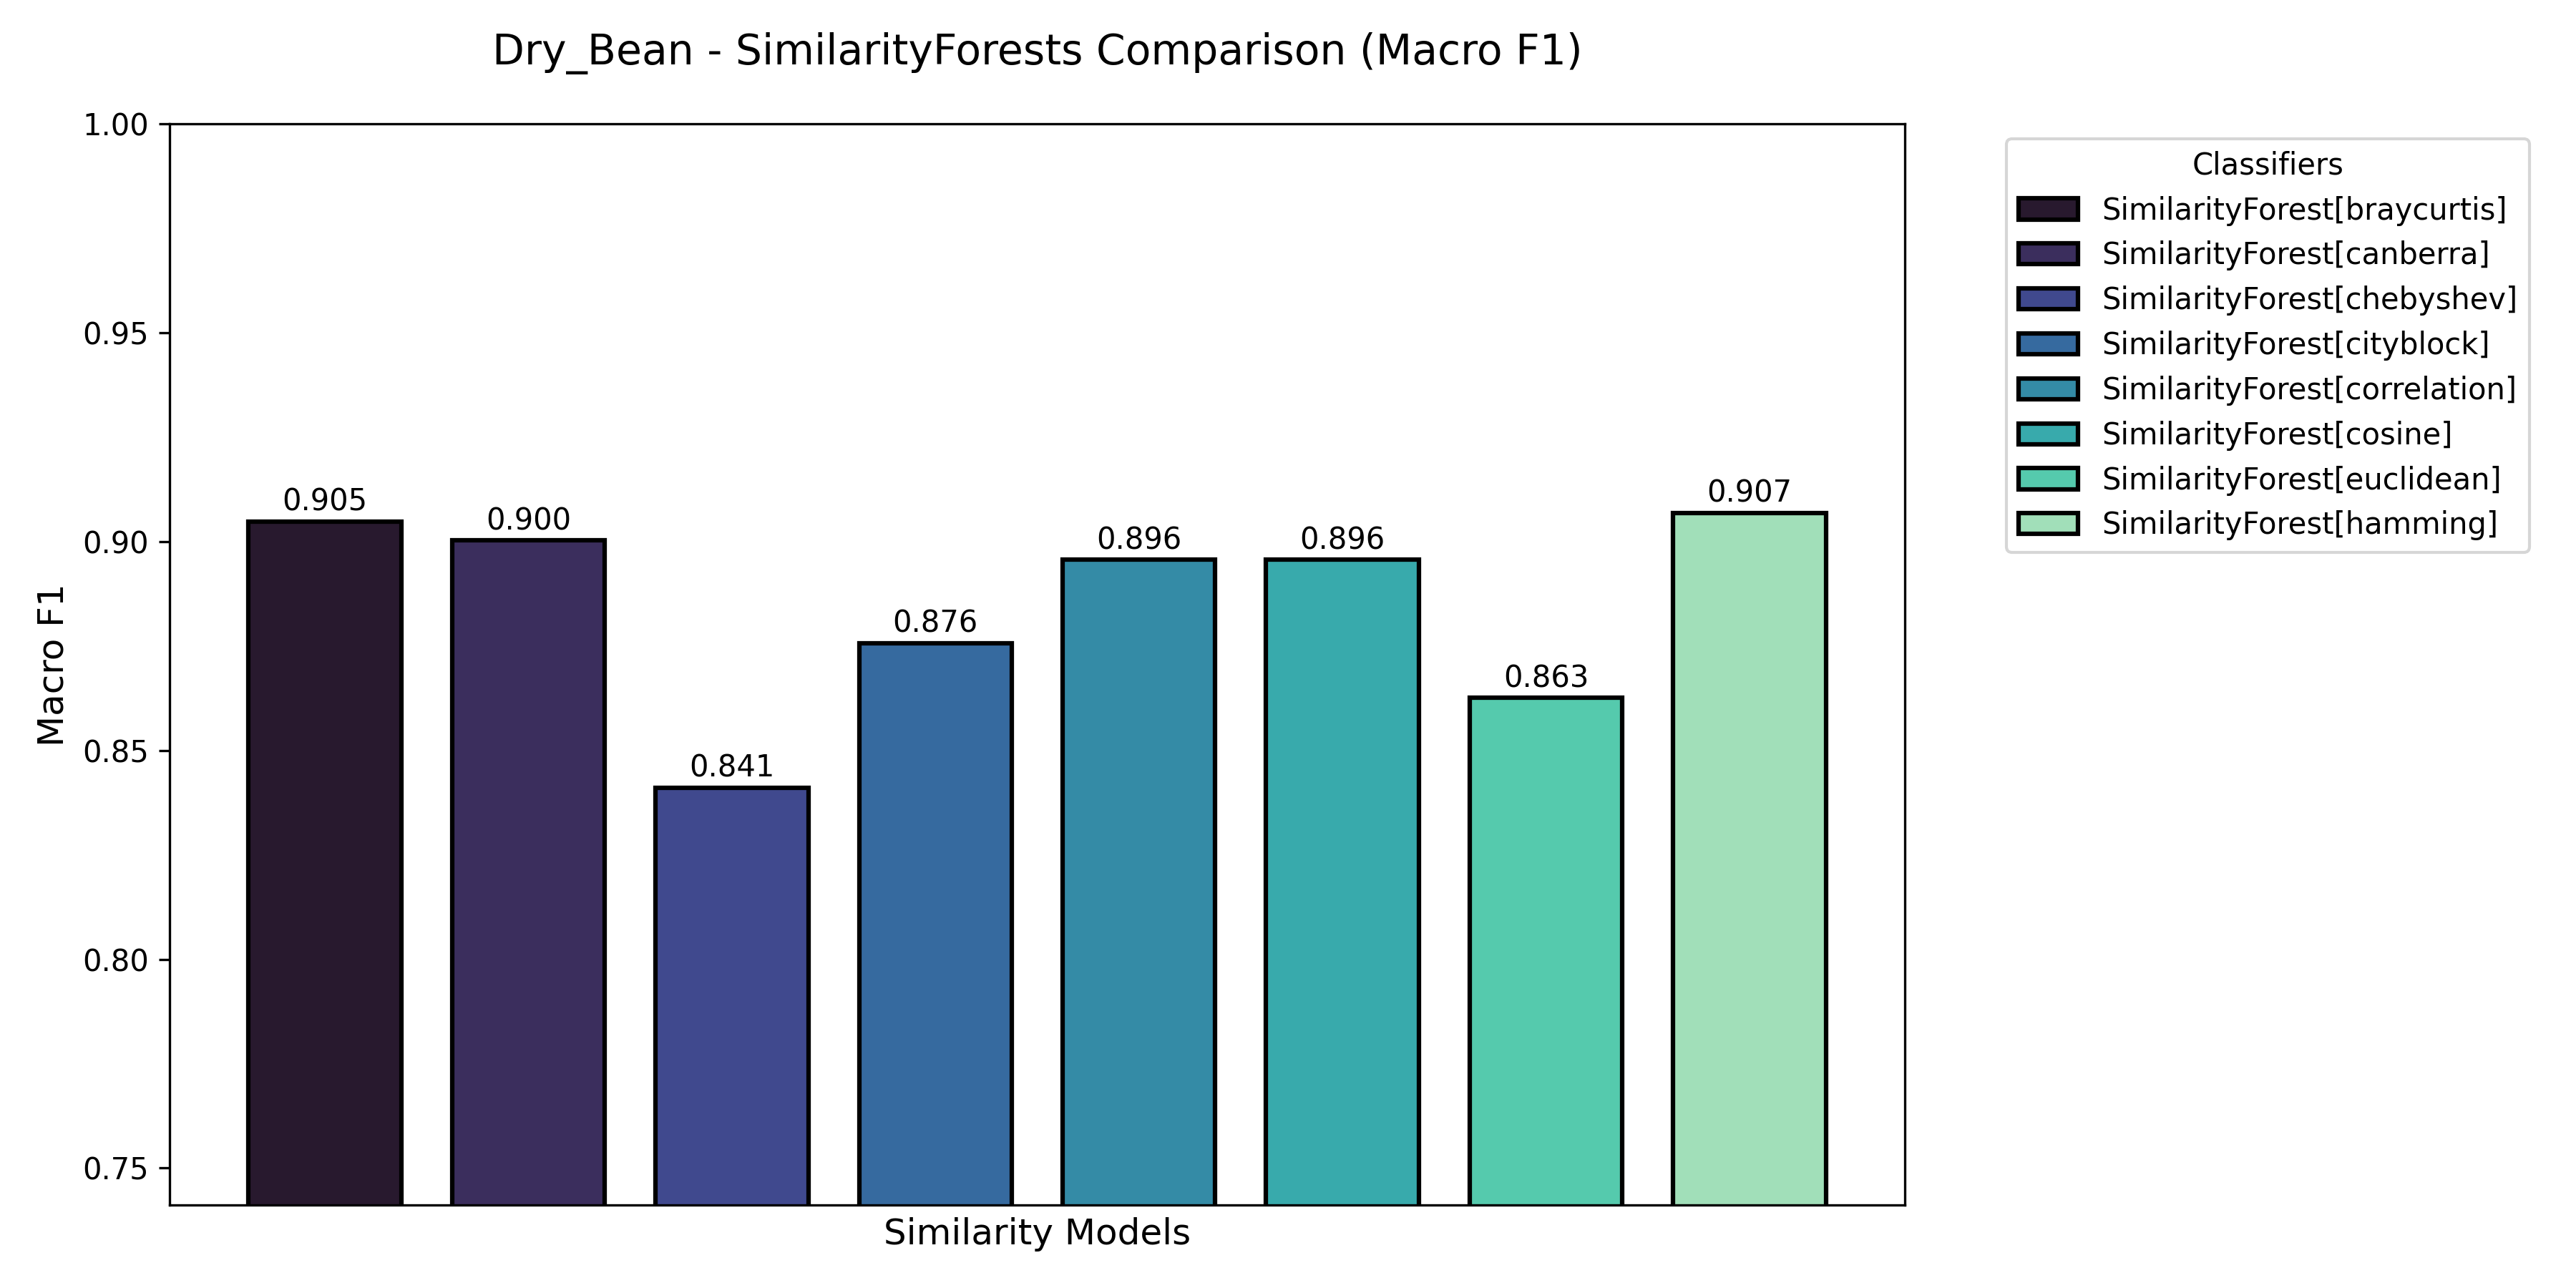 Dry_Bean - SimilarityForests Comparison (Macro F1)
Macro F1
1.00
0.95
0.90
0.85
0.80
0.75
0.905
0.900
0.841
0.876
0.896
0.896
0.863
0.907
Similarity Models
Classifiers
SimilarityForest[braycurtis]
SimilarityForest[canberra]
SimilarityForest[chebyshev]
SimilarityForest[cityblock]
SimilarityForest[correlation]
SimilarityForest[cosine]
SimilarityForest[euclidean]
SimilarityForest[hamming]